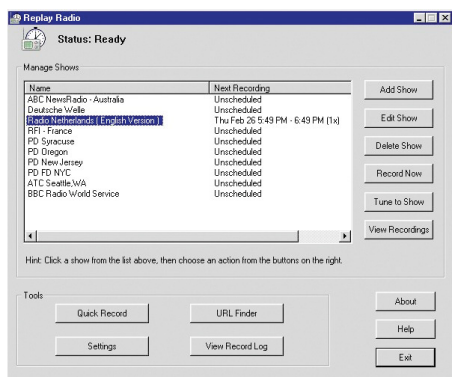 Replay Radio
Status: Ready
Manage Shows
Name Next Recording
ABC NewsRadio - Australia Unscheduled
Deutsche Welle Unscheduled
Radio Netherlands ( English Version ) Thu Feb 26 5:49 PM - 6:49 PM (1x)
RFI - France Unscheduled
PD Syracuse Unscheduled
PD Oregon Unscheduled
PD New Jersey Unscheduled
PD FD NYC Unscheduled
ATC Seattle,WA Unscheduled
BBC Radio World Service Unscheduled
Add Show
Edit Show
Delete Show
Record Now
Tune to Show
View Recordings
Hint: Click a show from the list above, then choose an action from the buttons on the right.
Tools
Quick Record URL Finder
Settings View Record Log
About
Help
Exit